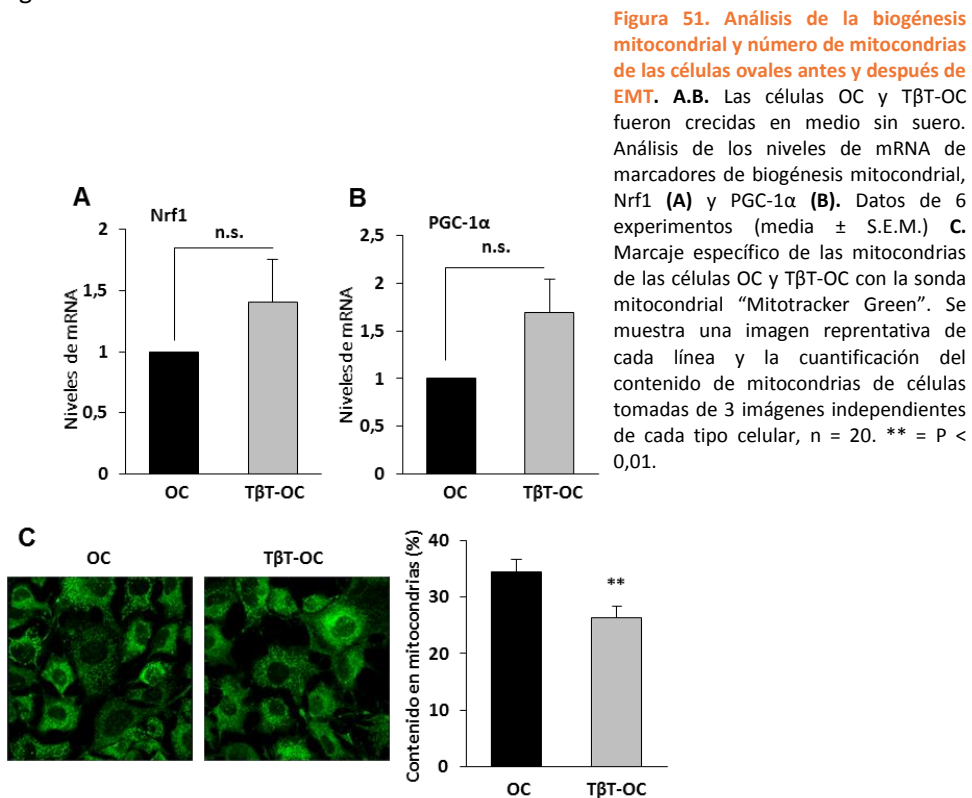 Figura 51. Análisis de la biogénesis
mitocondrial y número de mitocondrias
de las células ovales antes y después de
EMT. A.B. Las células OC y TβT-OC
fueron crecidas en medio sin suero.
Análisis de los niveles de mRNA de
marcadores de biogénesis mitocondrial,
Nrf1 (A) y PGC-1α (B). Datos de 6
experimentos (media ± S.E.M.) C.
Marcaje específico de las mitocondrias
de las células OC y TβT-OC con la sonda
mitocondrial “Mitotracker Green”. Se
muestra una imagen reprentativa de
cada línea y la cuantificación del
contenido de mitocondrias de células
tomadas de 3 imágenes independientes
de cada tipo celular, n = 20. ** = P <
0,01.
A
Nrf1
n.s.
Niveles de mRNA
2
1,5
1
0,5
0
OC
TβT-OC
B
PGC-1α
n.s.
Niveles de mRNA
2,5
2
1,5
1
0,5
0
OC
TβT-OC
C
OC
TβT-OC
Contenido en mitocondrias (%)
40
30
20
10
0
**
OC
TβT-OC